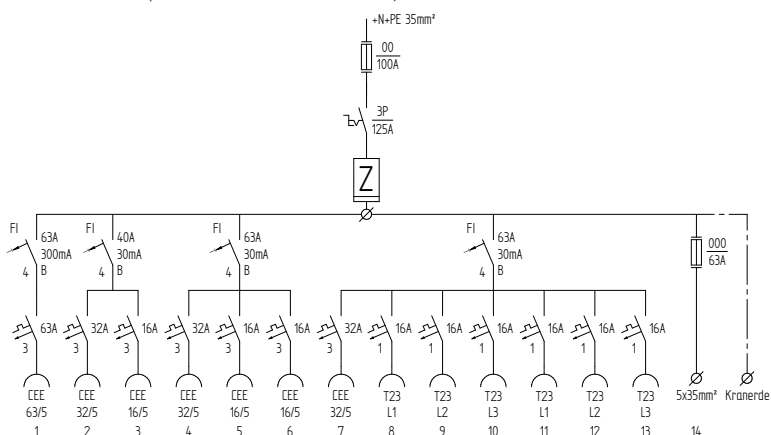 +N+PE 35mm²
00
100A
3P
125A
Z
FI 63A FI 40A FI 63A FI 63A 000
300mA 30mA 30mA 30mA 63A
4 B 4 B 4 B 4 B
63A 32A 16A 32A 16A 16A 32A 16A 16A 16A 16A 16A 16A
3 3 3 3 3 3 3 1 1 1 1 1 1
CEE CEE CEE CEE CEE CEE CEE T23 T23 T23 T23 T23 T23 5x35mm² Kranerde
63/5 32/5 16/5 32/5 16/5 16/5 32/5 L1 L2 L3 L1 L2 L3
1 2 3 4 5 6 7 8 9 10 11 12 13 14